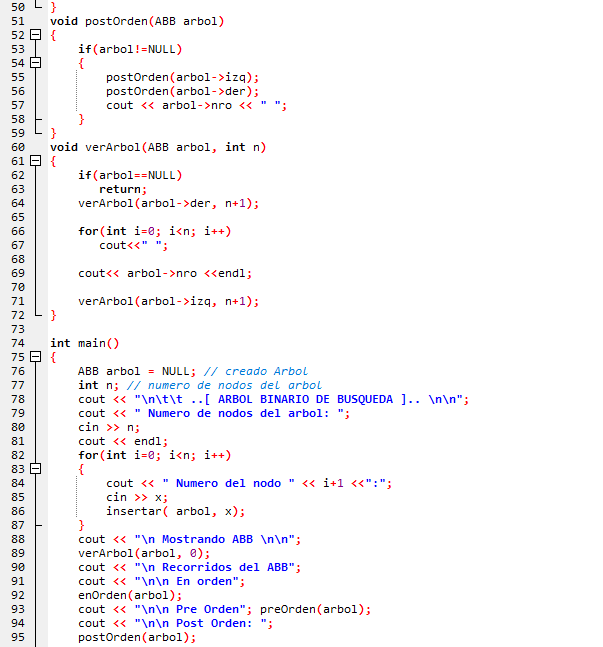 50 }
51 void postOrden(ABB arbol)
52 {
53     if(arbol!=NULL)
54     {
55         postOrden(arbol->izq);
56         postOrden(arbol->der);
57         cout << arbol->nro << " ";
58     }
59 }
60 void verArbol(ABB arbol, int n)
61 {
62     if(arbol==NULL)
63        return;
64     verArbol(arbol->der, n+1);
65
66     for(int i=0; i<n; i++)
67        cout<<" ";
68
69     cout<< arbol->nro <<endl;
70
71     verArbol(arbol->izq, n+1);
72 }
73
74 int main()
75 {
76     ABB arbol = NULL; // creado Arbol
77     int n; // numero de nodos del arbol
78     cout << "\n\t\t ..[ ARBOL BINARIO DE BUSQUEDA ].. \n\n";
79     cout << " Numero de nodos del arbol: ";
80     cin >> n;
81     cout << endl;
82     for(int i=0; i<n; i++)
83     {
84         cout << " Numero del nodo " << i+1 <<":";
85         cin >> x;
86         insertar( arbol, x);
87     }
88     cout << "\n Mostrando ABB \n\n";
89     verArbol(arbol, 0);
90     cout << "\n Recorridos del ABB";
91     cout << "\n\n En orden";
92     enOrden(arbol);
93     cout << "\n\n Pre Orden"; preOrden(arbol);
94     cout << "\n\n Post Orden: ";
95     postOrden(arbol);